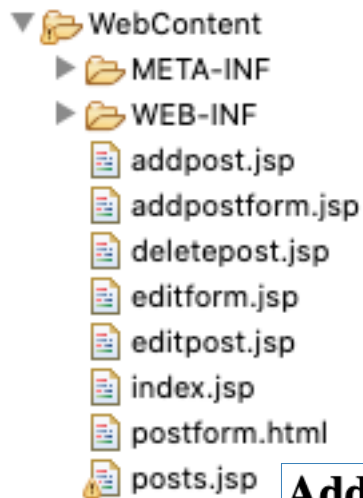 WebContent
META-INF
WEB-INF
addpost.jsp
addpostform.jsp
deletepost.jsp
editform.jsp
editpost.jsp
index.jsp
postform.html
posts.jsp
Add